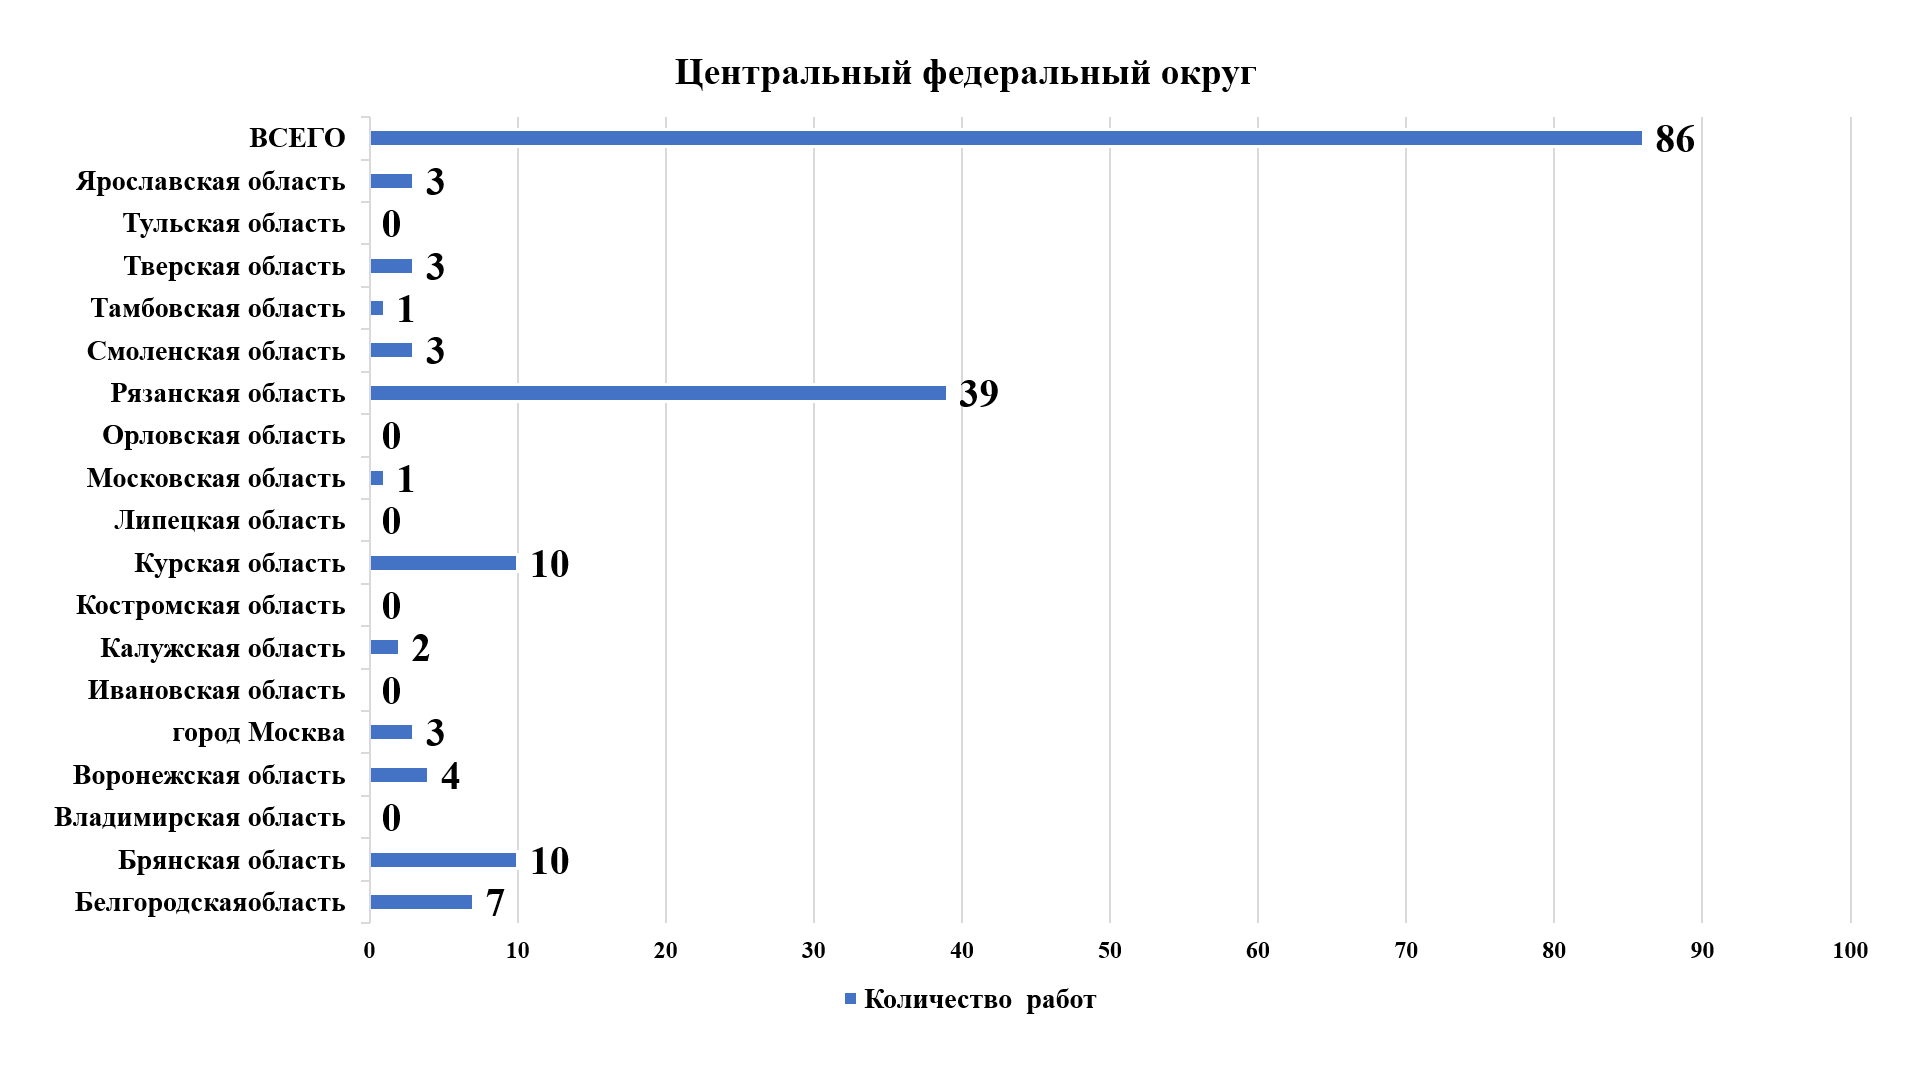 Центральный федеральный округ
ВСЕГО 86
Ярославская область 3
Тульская область 0
Тверская область 3
Тамбовская область 1
Смоленская область 3
Рязанская область 39
Орловская область 0
Московская область 1
Липецкая область 0
Курская область 10
Костромская область 0
Калужская область 2
Ивановская область 0
город Москва 3
Воронежская область 4
Владимирская область 0
Брянская область 10
Белгородскаяобласть 7
0 10 20 30 40 50 60 70 80 90 100
Количество работ